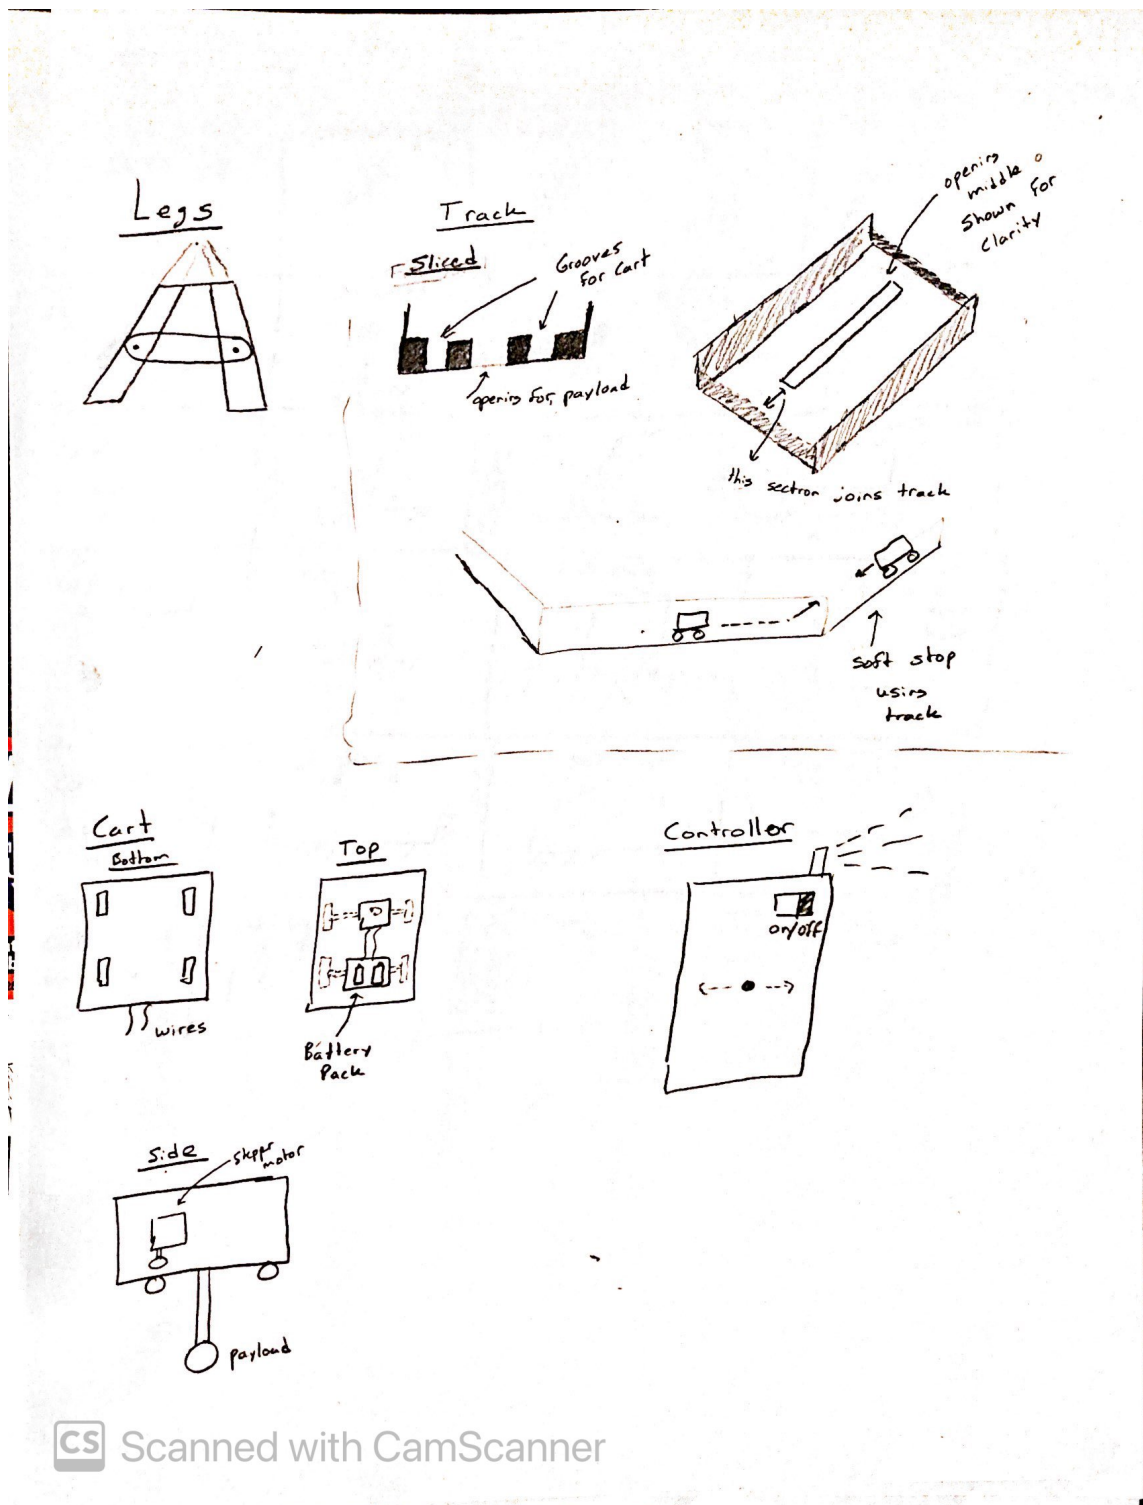 Legs
Track
Sliced
Grooves
for cart
opening for payload
opening
middle
shown for
clarity
this section joins track
soft stop
using
track
Cart
Bottom
wires
Top
Battery
Pack
Controller
on/off
Side
stepper
motor
payload
CS Scanned with CamScanner